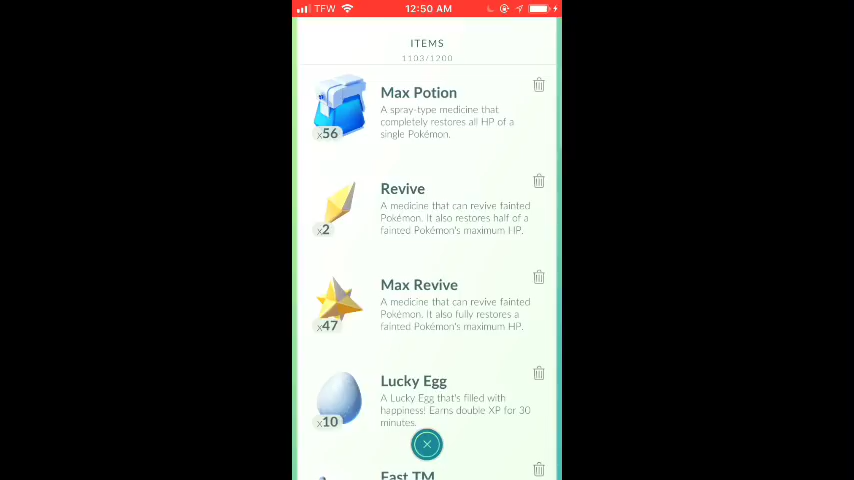 TFW 12:50 AM
ITEMS
1103/1200
Max Potion
A spray-type medicine that
completely restores all HP of a
single Pokémon.
x56
Revive
A medicine that can revive fainted
Pokémon. It also restores half of a
fainted Pokémon's maximum HP.
x2
Max Revive
A medicine that can revive fainted
Pokémon. It also fully restores a
fainted Pokémon's maximum HP.
x47
Lucky Egg
A Lucky Egg that's filled with
happiness! Earns double XP for 30
minutes.
x10
Fast TM